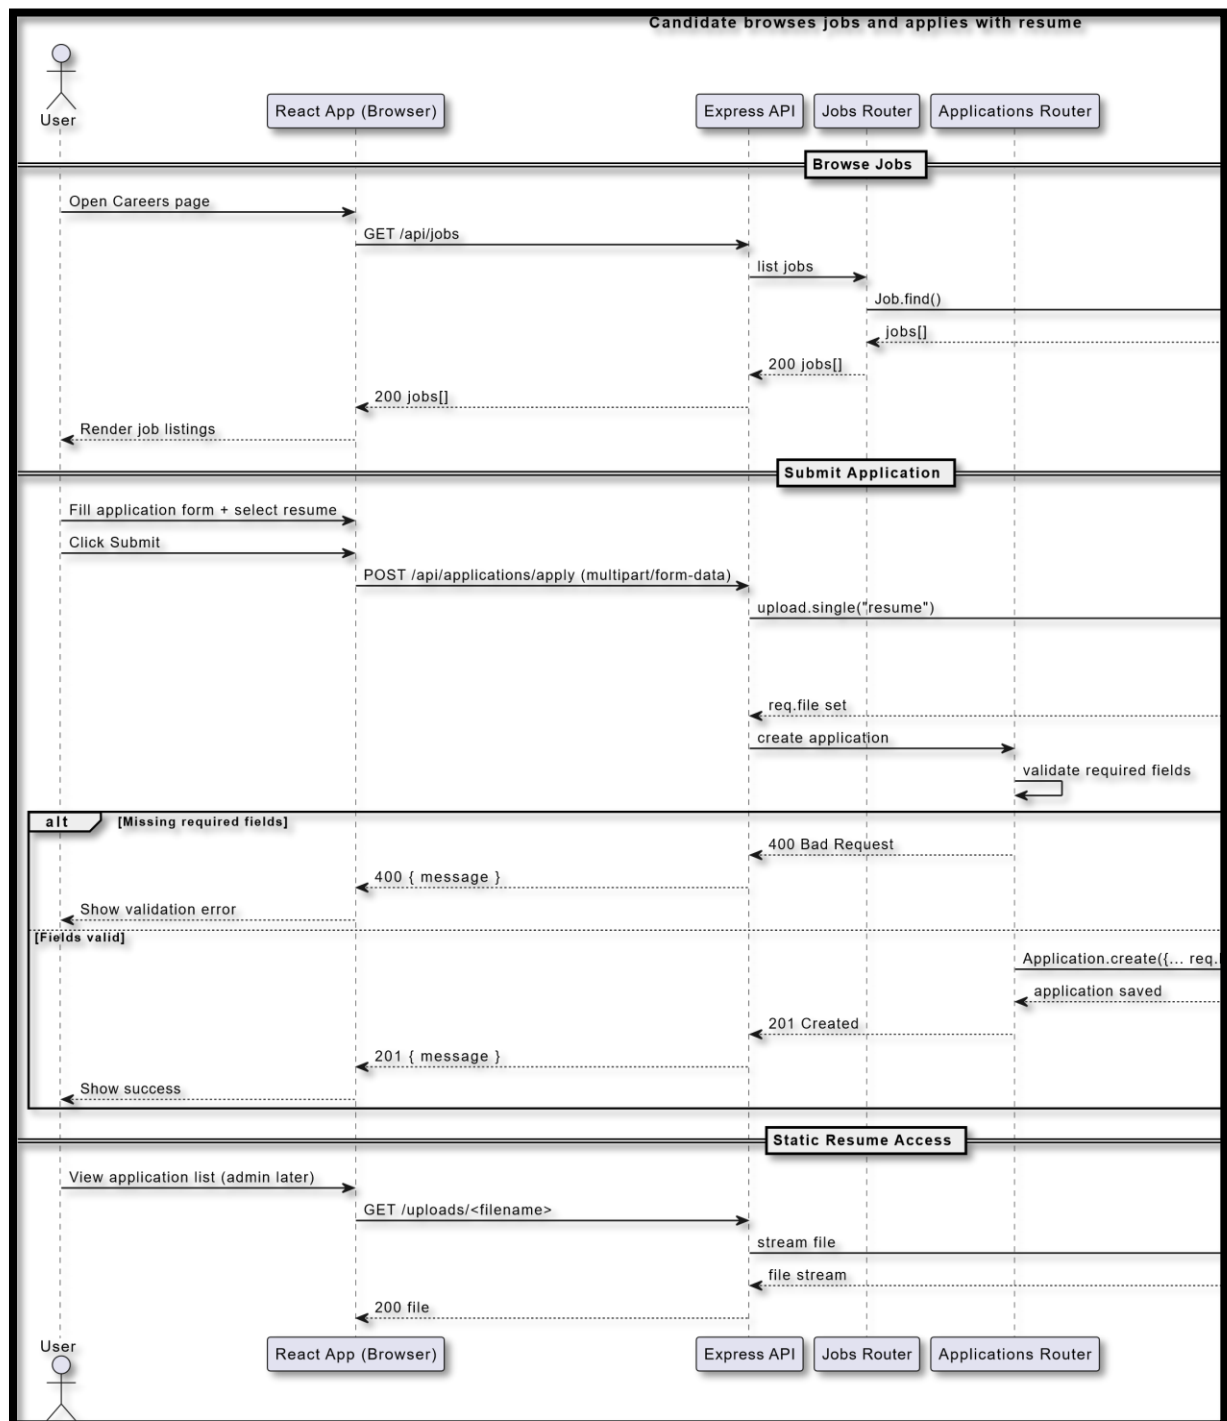 Candidate browses jobs and applies with resume
User
React App (Browser)
Express API
Jobs Router
Applications Router
Browse Jobs
Open Careers page
GET /api/jobs
list jobs
Job.find()
jobs[]
200 jobs[]
200 jobs[]
Render job listings
Submit Application
Fill application form + select resume
Click Submit
POST /api/applications/apply (multipart/form-data)
upload.single("resume")
req.file set
create application
validate required fields
alt [Missing required fields]
400 Bad Request
400 { message }
Show validation error
[Fields valid]
Application.create({... req.
application saved
201 Created
201 { message }
Show success
Static Resume Access
View application list (admin later)
GET /uploads/<filename>
stream file
file stream
200 file
User
React App (Browser)
Express API
Jobs Router
Applications Router